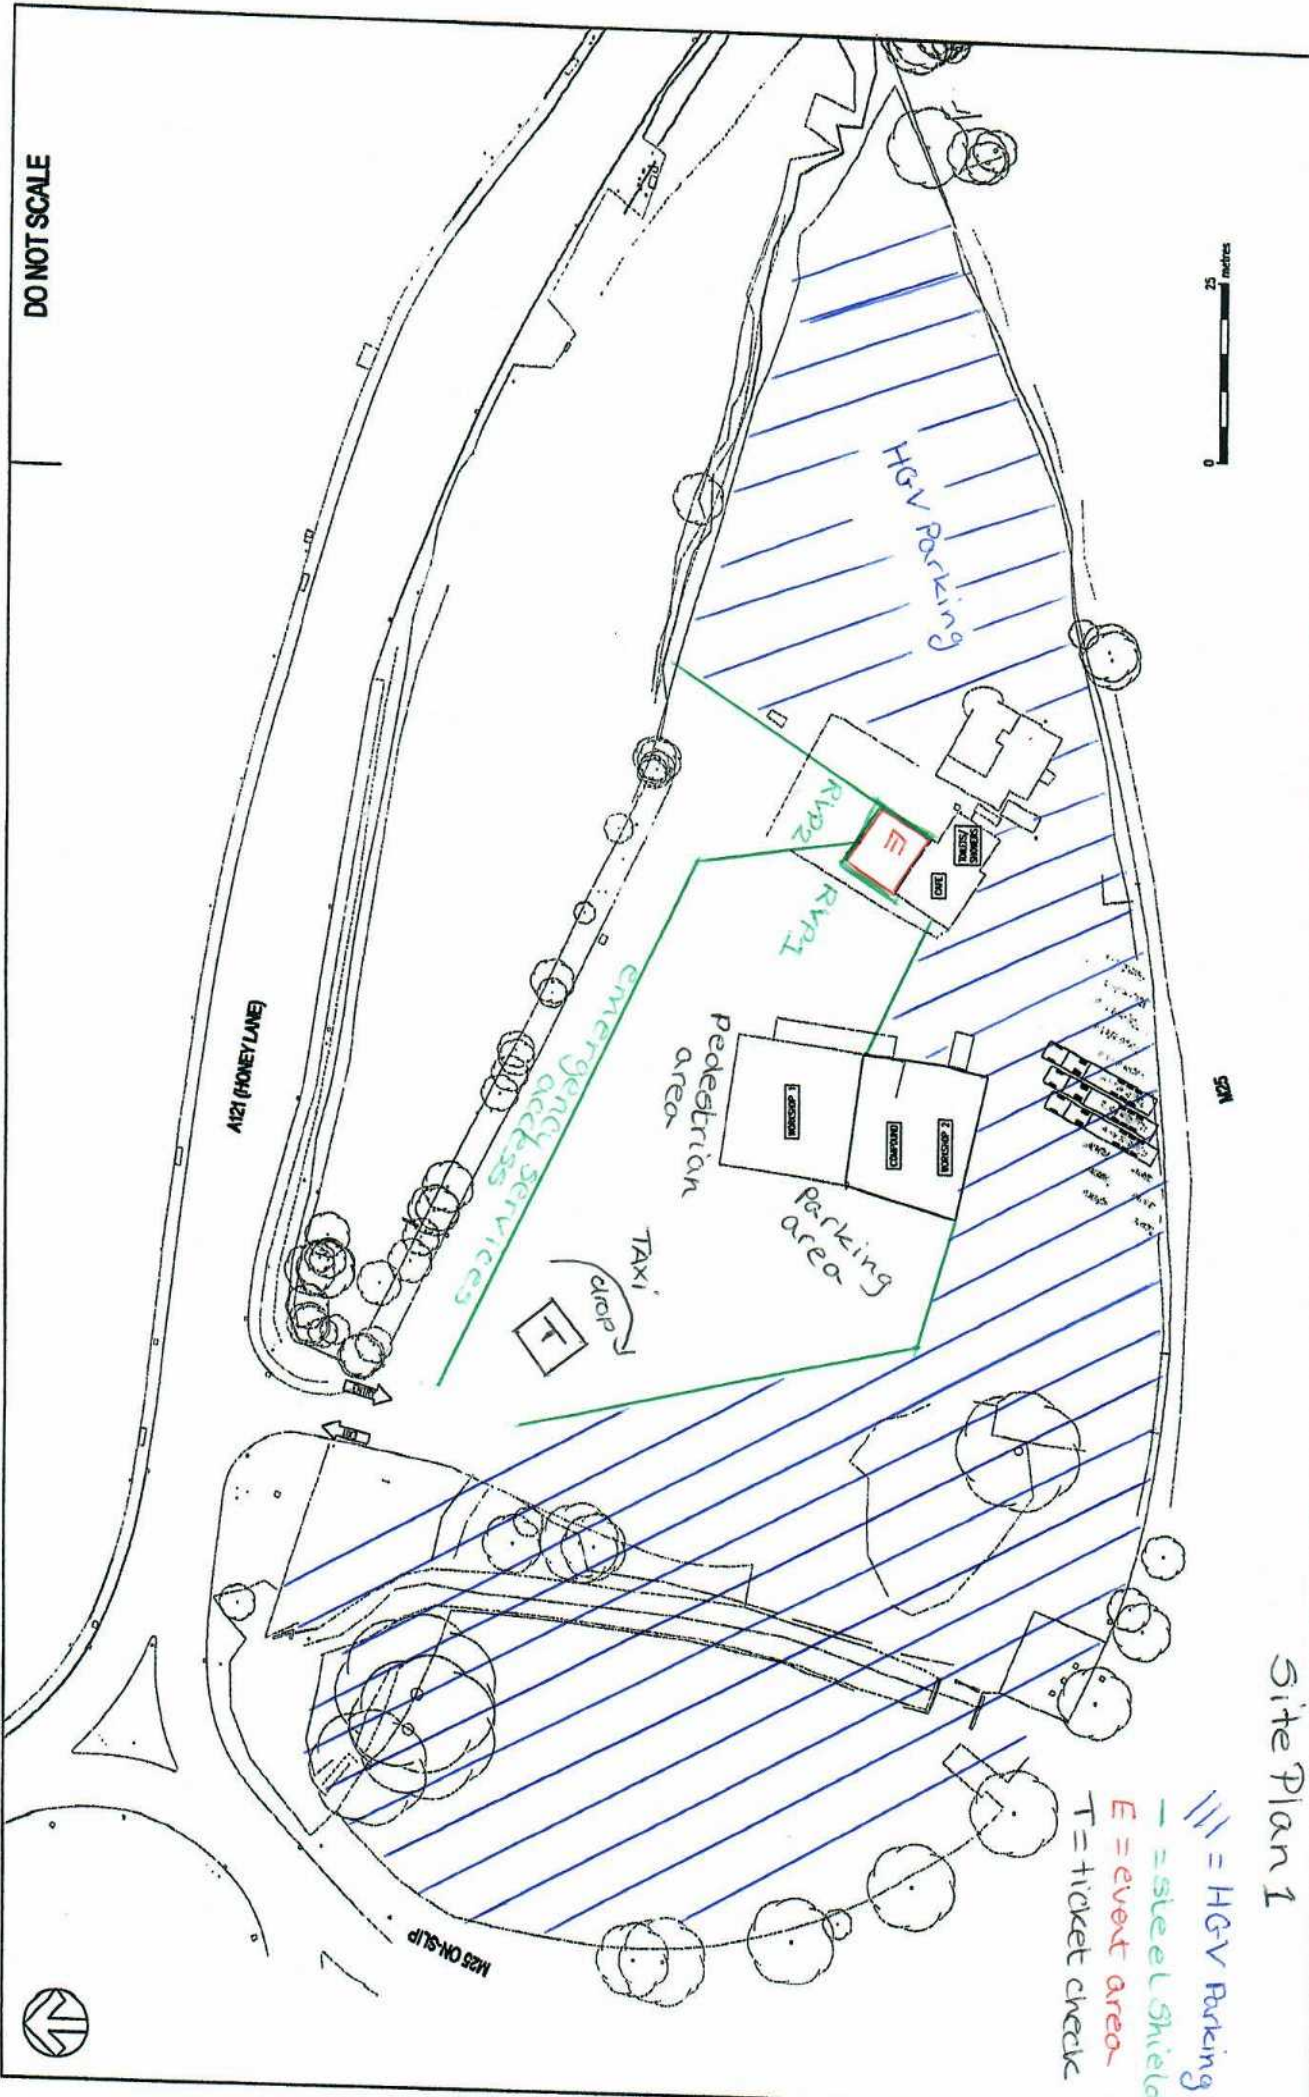 Site Plan 1
/// = HGV Parking
— = steel shield
E = event area
T = ticket check
DO NOT SCALE
0 25
metres
HGV Parking
RVP2
E
TOILETS/
SHOWERS
CAFE
RVP1
emergency services
access
Pedestrian
area
WORKSHOP 1
COMPOUND
WORKSHOP 2
parking
area
TAXI
drop
T
A121 (HONEY LANE)
M25
OUT
M25 ON-SLIP